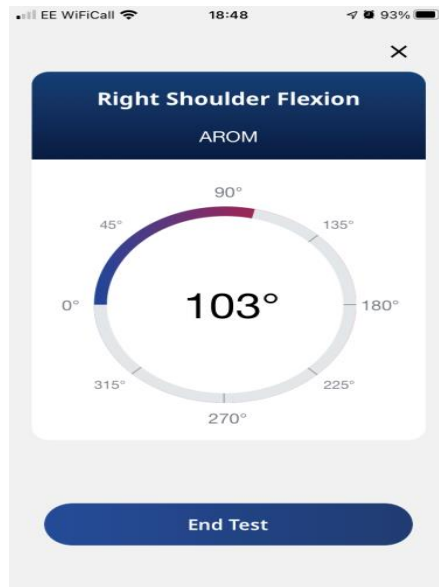 EE WiFiCall 18:48 93%
×
Right Shoulder Flexion
AROM
90°
45° 135°
0° 103° 180°
315° 225°
270°
End Test